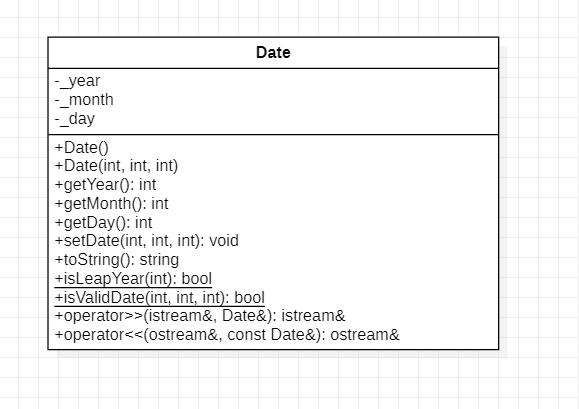 Date
-_year
-_month
-_day
+Date()
+Date(int, int, int)
+getYear(): int
+getMonth(): int
+getDay(): int
+setDate(int, int, int): void
+toString(): string
+isLeapYear(int): bool
+isValidDate(int, int, int): bool
+operator>>(istream&, Date&): istream&
+operator<<(ostream&, const Date&): ostream&